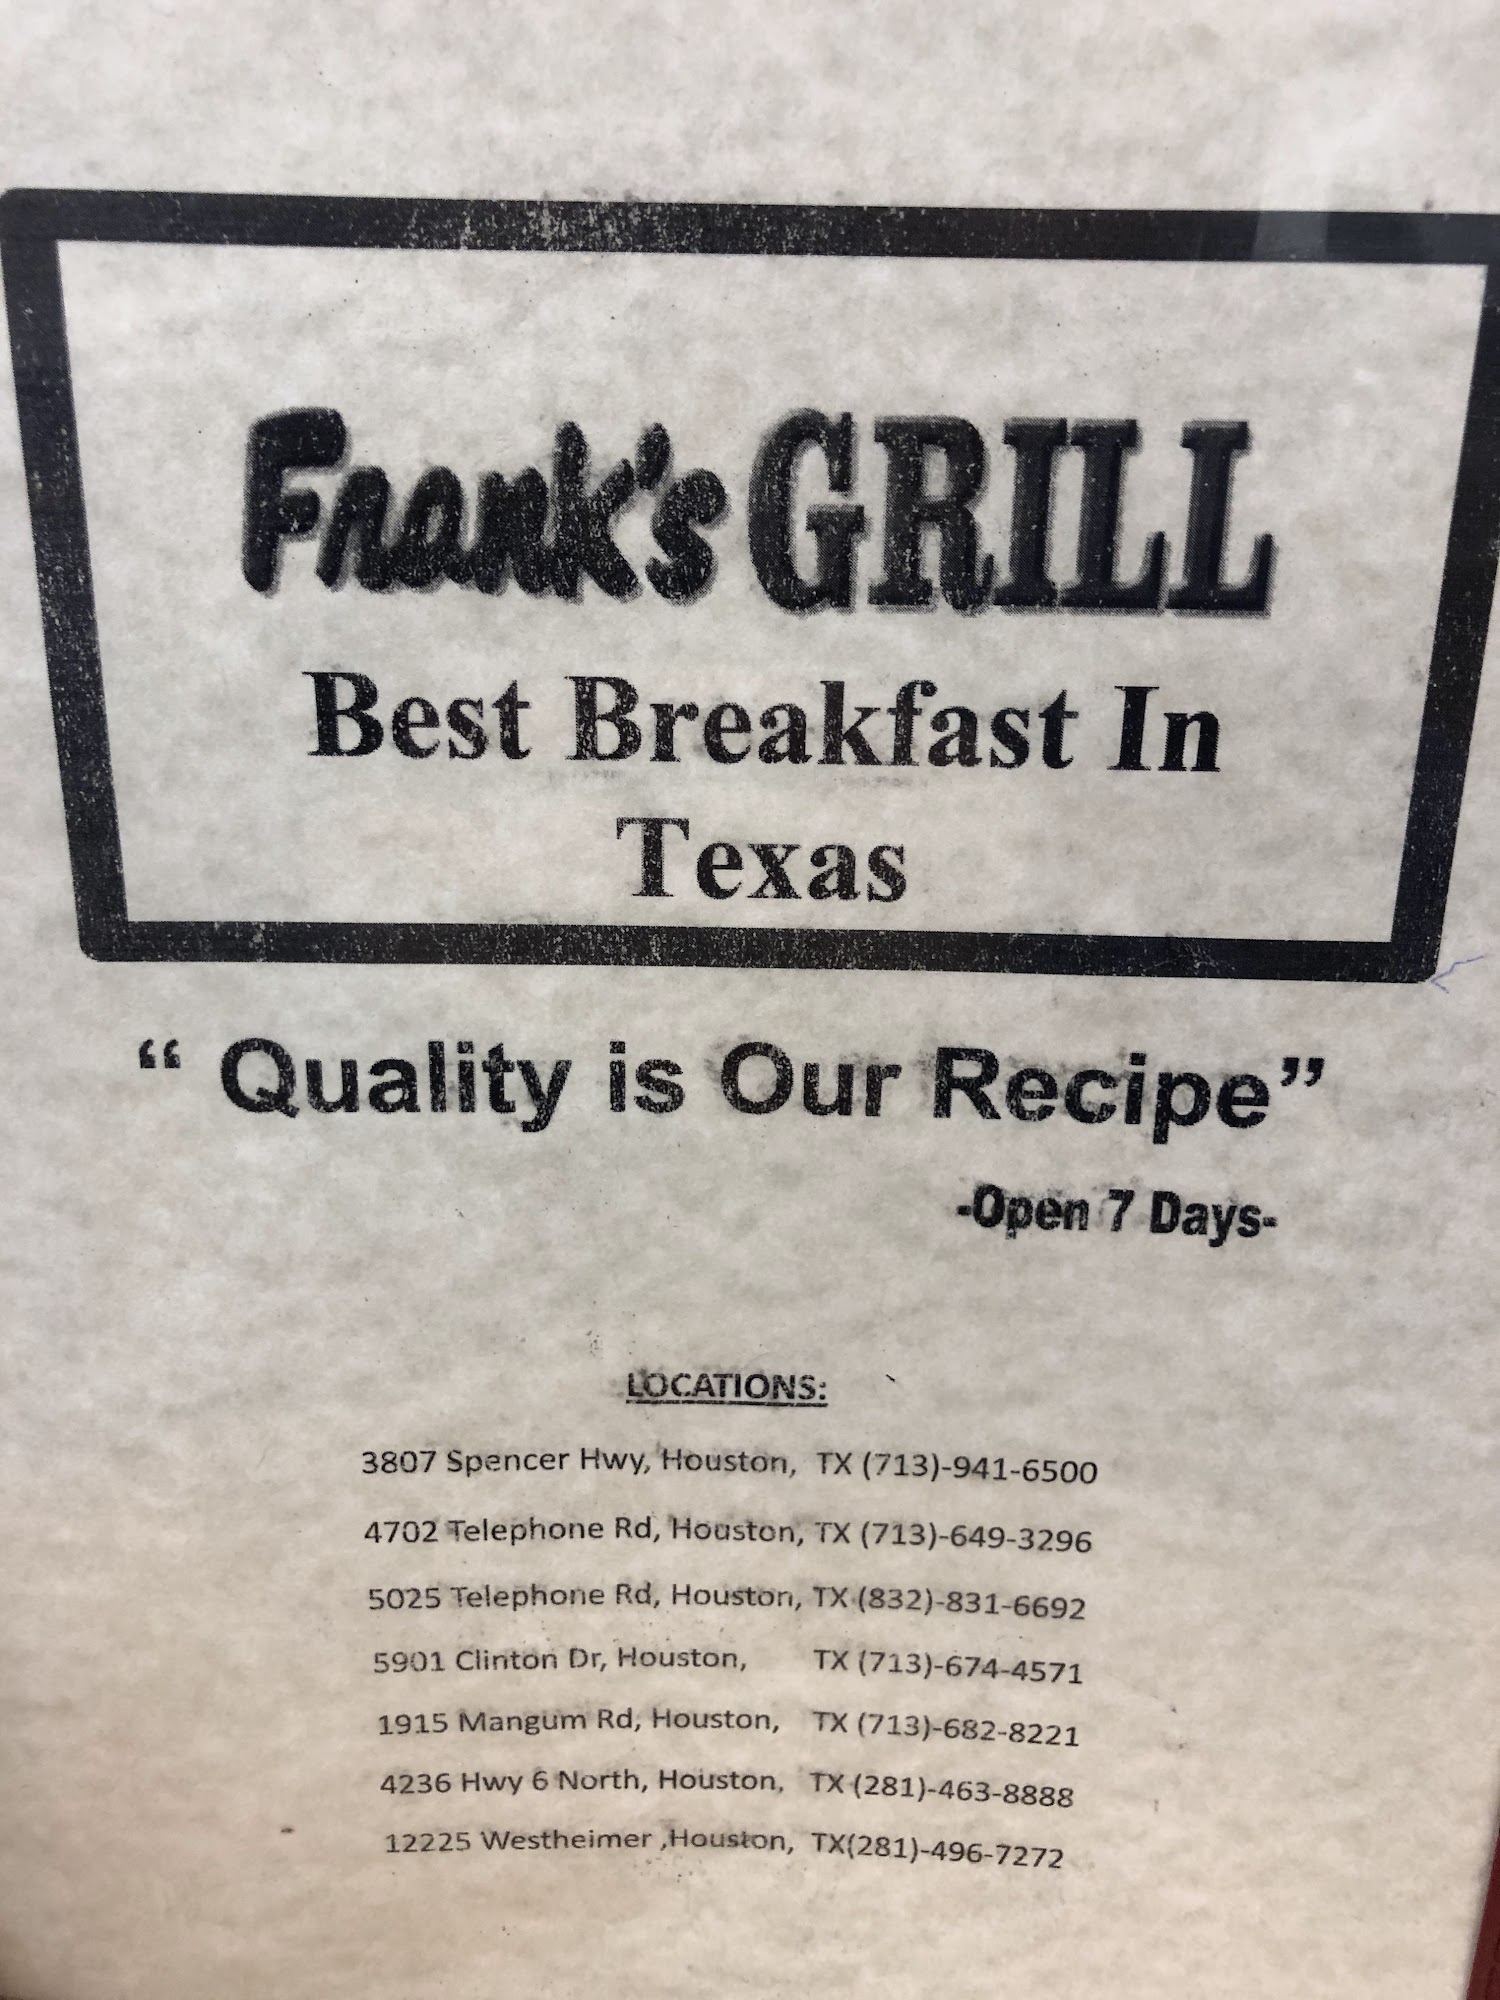 Frank's GRILL
Best Breakfast In
Texas
“ Quality is Our Recipe”
-Open 7 Days-
LOCATIONS:
3807 Spencer Hwy, Houston, TX (713)-941-6500
4702 Telephone Rd, Houston, TX (713)-649-3296
5025 Telephone Rd, Houston, TX (832)-831-6692
5901 Clinton Dr, Houston, TX (713)-674-4571
1915 Mangum Rd, Houston, TX (713)-682-8221
4236 Hwy 6 North, Houston, TX (281)-463-8888
12225 Westheimer ,Houston, TX(281)-496-7272